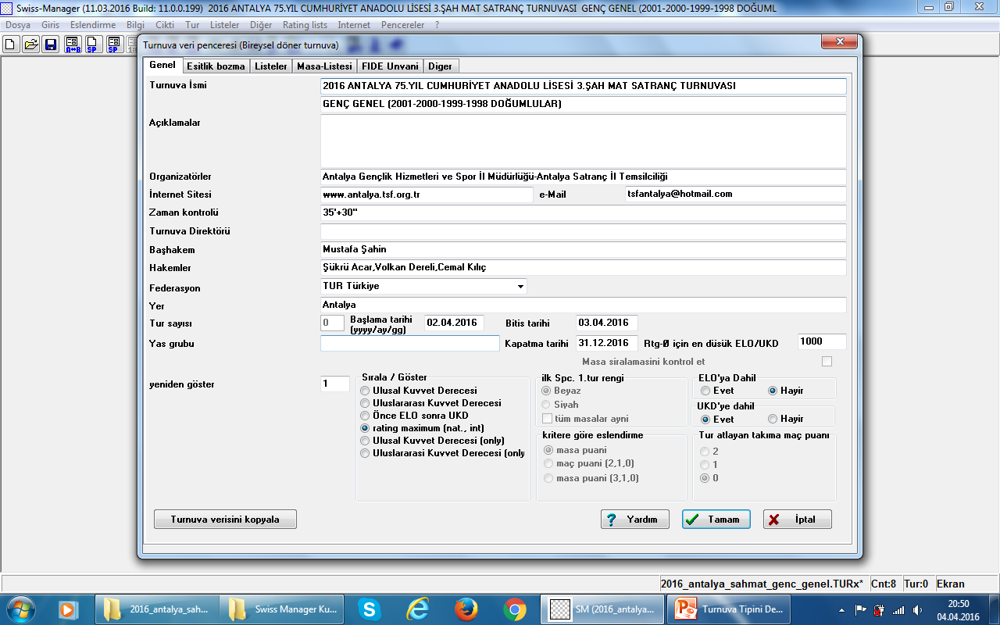 Swiss-Manager (11.03.2016 Build: 11.0.0.199) 2016 ANTALYA 75.YIL CUMHURİYET ANADOLU LİSESİ 3.ŞAH MAT SATRANÇ TURNUVASI GENÇ GENEL (2001-2000-1999-1998 DOĞUML
Dosya Giris Eslendirme Bilgi Cikti Tur Listeler Diğer Rating lists Internet Pencereler ?
A=B SP SP
Turnuva veri penceresi (Bireysel döner turnuva)
Genel Esitlik bozma Listeler Masa-Listesi FIDE Unvani Diger
Turnuva İsmi 2016 ANTALYA 75.YIL CUMHURİYET ANADOLU LİSESİ 3.ŞAH MAT SATRANÇ TURNUVASI
GENÇ GENEL (2001-2000-1999-1998 DOĞUMLULAR)
Açıklamalar
Organizatörler Antalya Gençlik Hizmetleri ve Spor İl Müdürlüğü-Antalya Satranç İl Temsilciliği
İnternet Sitesi www.antalya.tsf.org.tr e-Mail tsfantalya@hotmail.com
Zaman kontrolü 35'+30"
Turnuva Direktörü
Başhakem Mustafa Şahin
Hakemler Şükrü Acar,Volkan Dereli,Cemal Kılıç
Federasyon TUR Türkiye
Yer Antalya
Tur sayısı 0 Başlama tarihi (yyyy/ay/gg) 02.04.2016 Bitis tarihi 03.04.2016
Yas grubu Kapatma tarihi 31.12.2016 Rtg-Ø için en düsük ELO/UKD 1000
Masa siralamasini kontrol et
yeniden göster 1
Sırala / Göster
Ulusal Kuvvet Derecesi
Uluslararası Kuvvet Derecesi
Önce ELO sonra UKD
rating maximum (nat., int)
Ulusal Kuvvet Derecesi (only)
Uluslararasi Kuvvet Derecesi (only
ilk Spc. 1.tur rengi
Beyaz
Siyah
tüm masalar ayni
kritere göre eslendirme
masa puani
maç puani (2,1,0)
masa puani (3,1,0)
ELO'ya Dahil
Evet Hayir
UKD'ye dahil
Evet Hayir
Tur atlayan takıma maç puanı
2
1
0
Turnuva verisini kopyala Yardım Tamam İptal
2016_antalya_sahmat_genc_genel.TURx* Cnt:8 Tur:0 Ekran
2016_antalya_sah... Swiss Manager Ku... SM (2016_antalya... Turnuva Tipini De... 20:50
04.04.2016